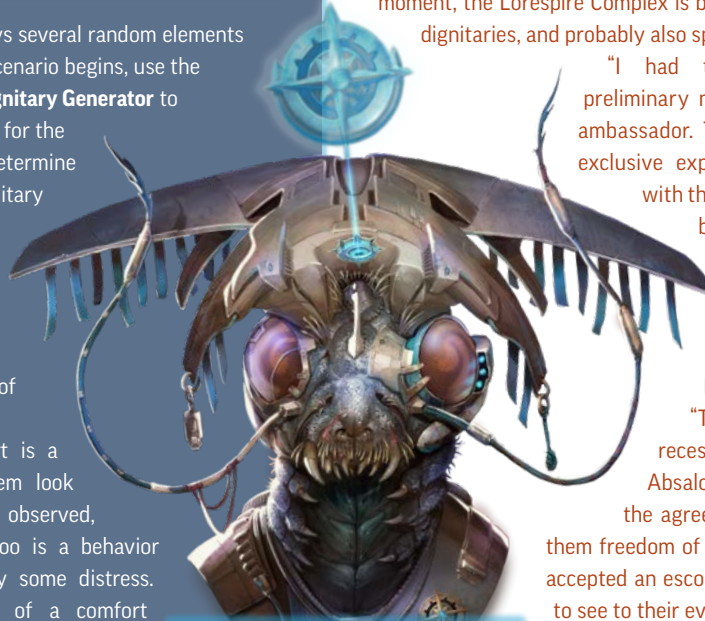 ys several random elements
cenario begins, use the
gnitary Generator to
for the
etermine
itary
of
t is a
em look
observed,
oo is a behavior
y some distress.
of a comfort
moment, the Lorespire Complex is b
dignitaries, and probably also sp
“I had t
preliminary m
ambassador. T
exclusive exp
with th
b
“T
reces
Absalo
the agree
them freedom of
accepted an esco
to see to their ev